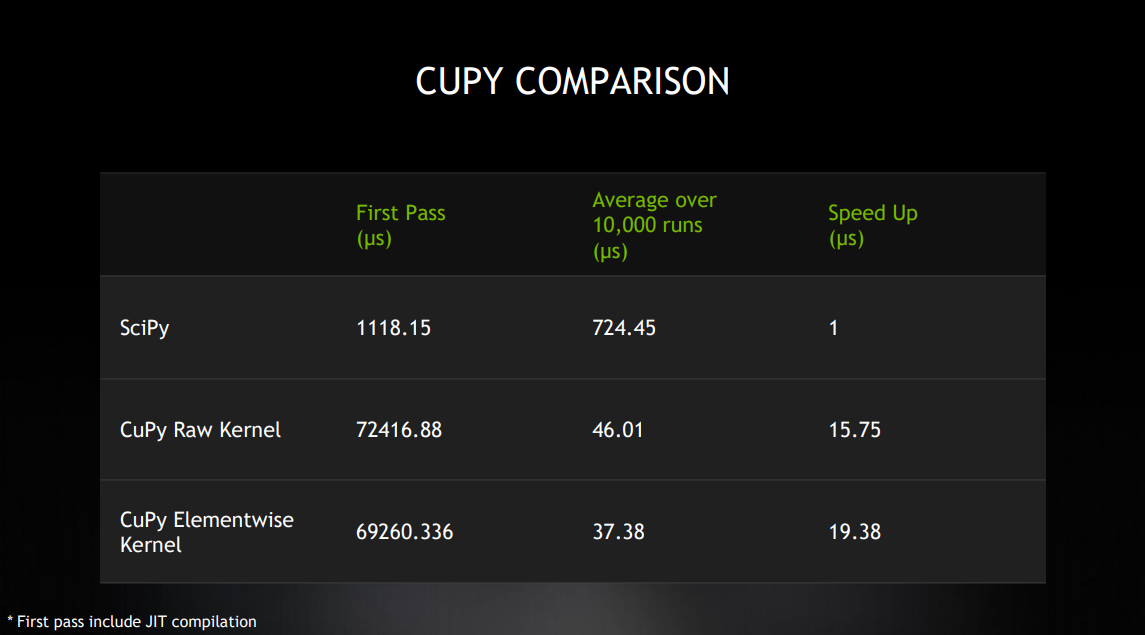 CUPY COMPARISON
First Pass
(µs)
Average over
10,000 runs
(µs)
Speed Up
(µs)
SciPy
1118.15
724.45
1
CuPy Raw Kernel
72416.88
46.01
15.75
CuPy Elementwise
Kernel
69260.336
37.38
19.38
* First pass include JIT compilation